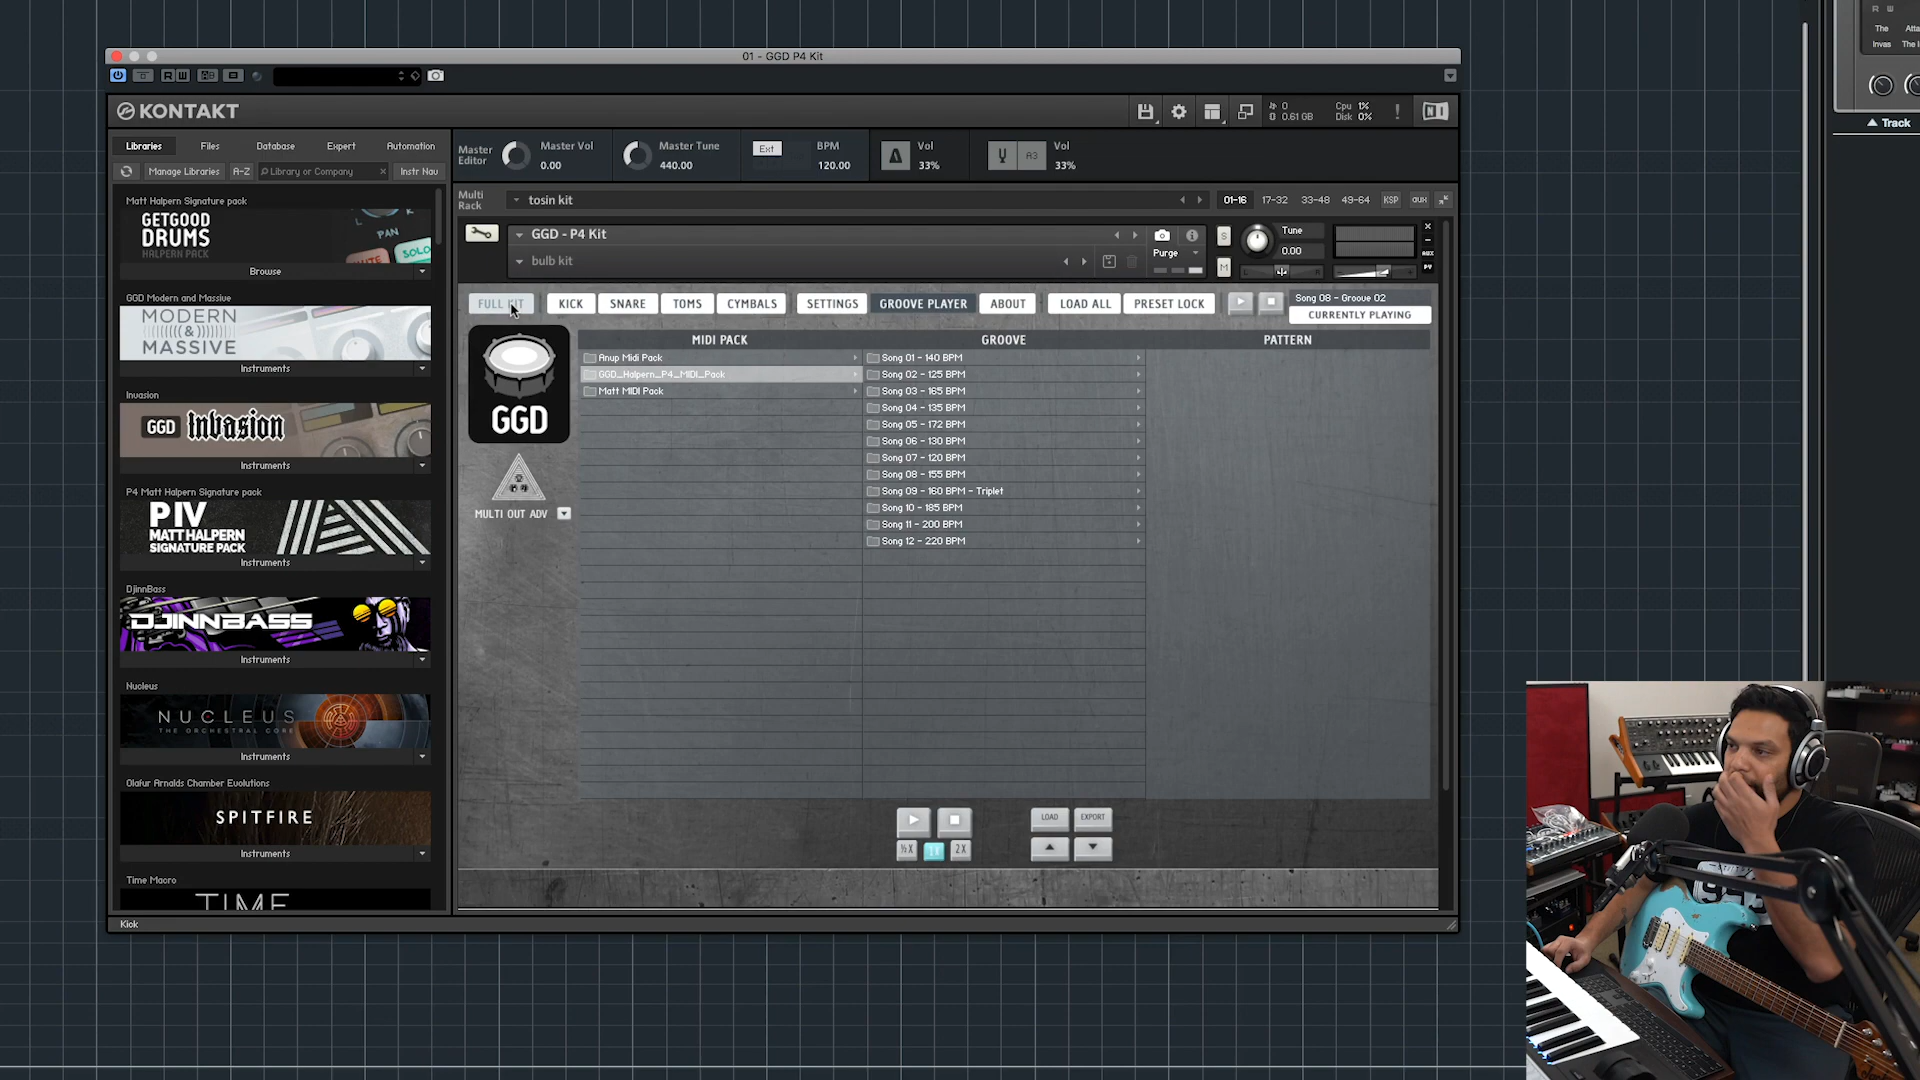 01 - GGD P4 Kit
R W
KONTAKT
0
0 0.61 GB
Cpu 1%
Disk 0%
Libraries Files Database Expert Automation
Master Editor
Master Vol
0.00
Master Tune
440.00
Ext
BPM
120.00
Vol
33%
A3
Vol
33%
Manage Libraries A-Z Library or Company Instr Nav
Multi Rack
tosin kit
01-16 17-32 33-48 49-64 KSP aux
Matt Halpern Signature pack
GETGOOD
DRUMS
HALPERN PACK
PAN
SOLO
Browse
GGD - P4 Kit
bulb kit
Purge
S
M
Tune
0.00
AUX
PV
GGD Modern and Massive
MODERN
((((&))))
MASSIVE
Instruments
FULL KIT KICK SNARE TOMS CYMBALS SETTINGS GROOVE PLAYER ABOUT LOAD ALL PRESET LOCK
Song 08 - Groove 02
CURRENTLY PLAYING
MIDI PACK GROOVE PATTERN
Anup Midi Pack
GGD_Halpern_P4_MIDI_Pack
Matt MIDI Pack
Song 01 - 140 BPM
Song 02 - 125 BPM
Song 03 - 165 BPM
Song 04 - 135 BPM
Song 05 - 172 BPM
Song 06 - 130 BPM
Song 07 - 120 BPM
Song 08 - 155 BPM
Song 09 - 160 BPM - Triplet
Song 10 - 185 BPM
Song 11 - 200 BPM
Song 12 - 220 BPM
GGD
MULTI OUT ADV
Invasion
GGD Invasion
Instruments
P4 Matt Halpern Signature pack
PIV
MATT HALPERN
SIGNATURE PACK
Instruments
DjinnBass
DJINNBASS
Instruments
Nucleus
NUCLEUS
THE ORCHESTRAL CORE
Instruments
Olafur Arnalds Chamber Evolutions
SPITFIRE
Instruments
Time Macro
TIME
½X 1X 2X
LOAD EXPORT
Kick
R W
The
Invas
Track